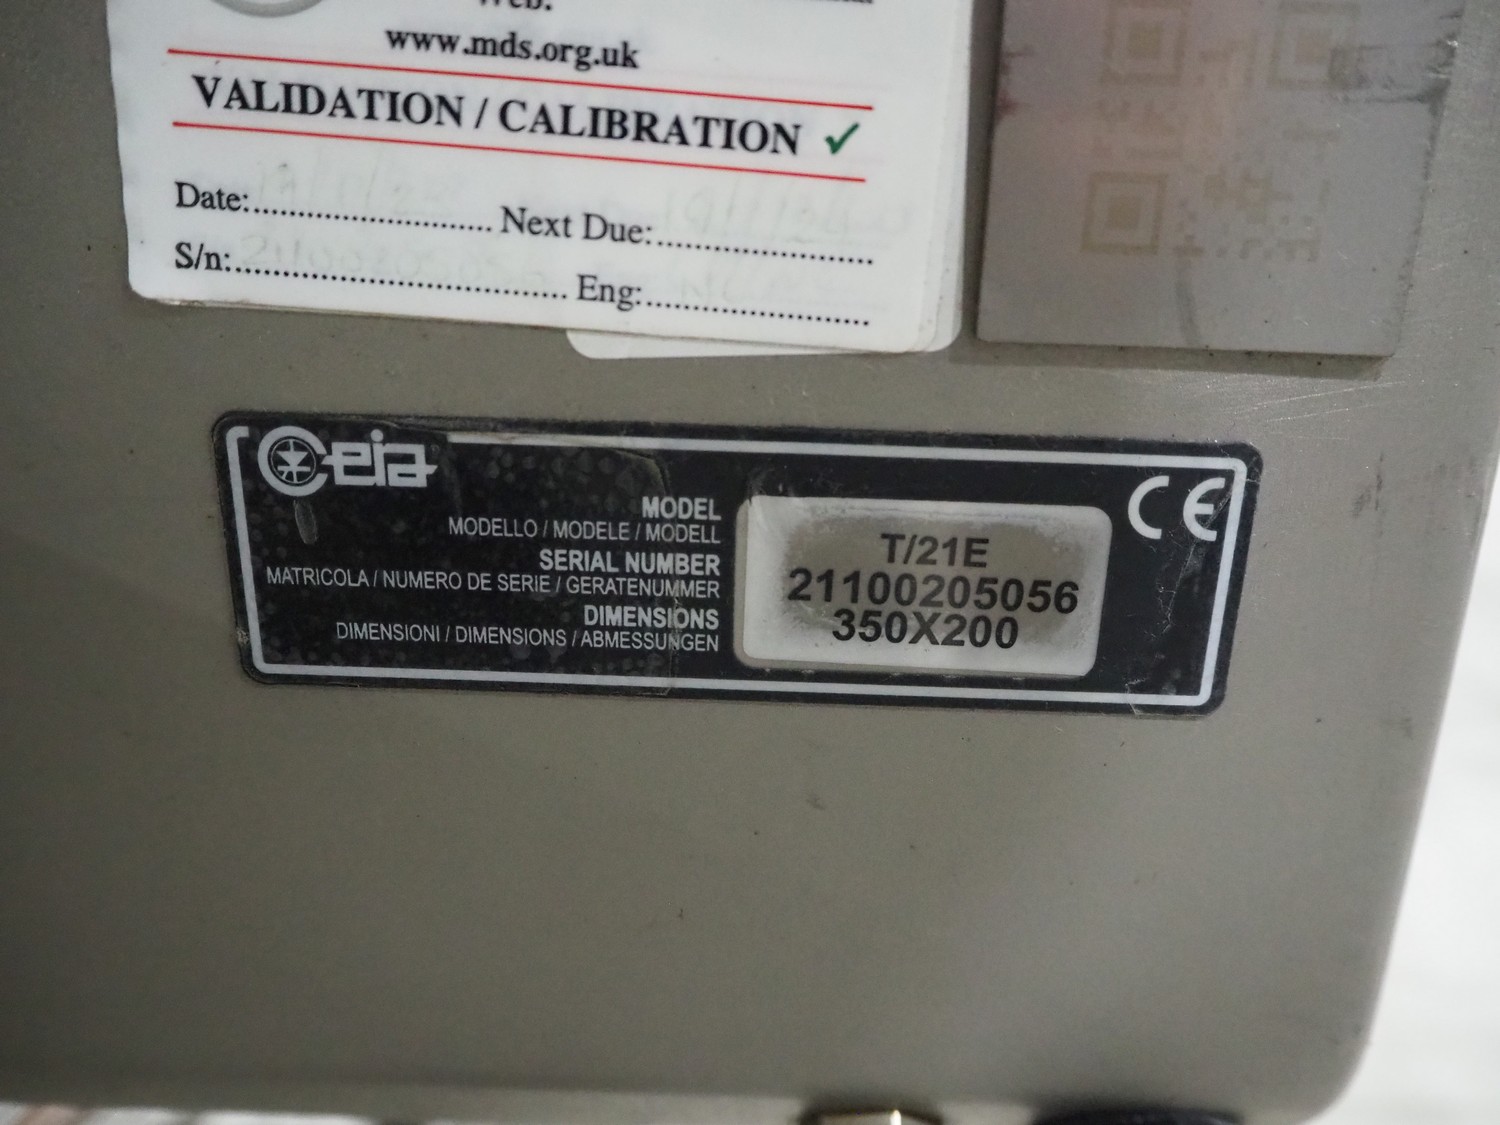 Web:
www.mds.org.uk
VALIDATION / CALIBRATION ✓
Date:.......................... Next Due:..........................
S/n:........................................ Eng:..........................
Ceia
CE
MODEL
MODELLO / MODELE / MODELL
T/21E
SERIAL NUMBER
MATRICOLA / NUMERO DE SERIE / GERATENUMMER
21100205056
DIMENSIONS
DIMENSIONI / DIMENSIONS / ABMESSUNGEN
350X200